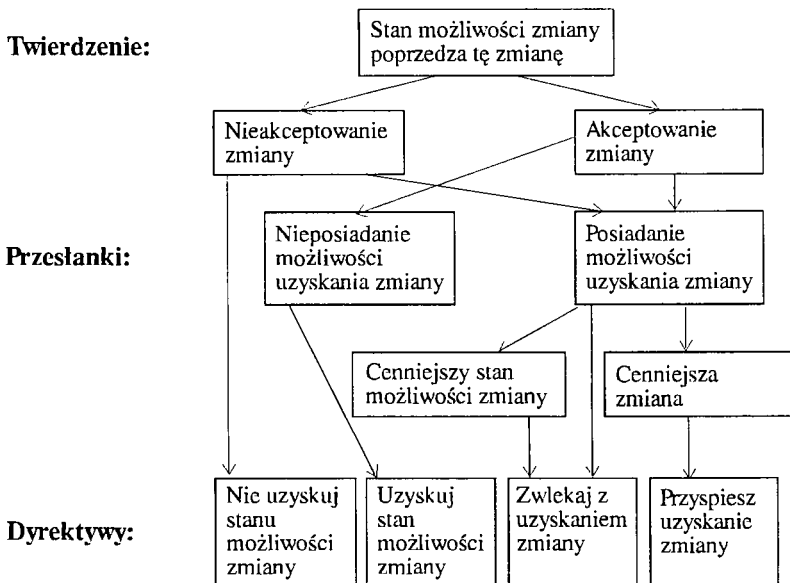 Twierdzenie:
Stan możliwości zmiany
poprzedza tę zmianę
Nieakceptowanie
zmiany
Akceptowanie
zmiany
Przesłanki:
Nieposiadanie
możliwości
uzyskania zmiany
Posiadanie
możliwości
uzyskania zmiany
Cenniejszy stan
możliwości zmiany
Cenniejsza
zmiana
Dyrektywy:
Nie uzyskuj
stanu
możliwości
zmiany
Uzyskuj
stan
możliwości
zmiany
Zwlekaj z
uzyskaniem
zmiany
Przyspiesz
uzyskanie
zmiany